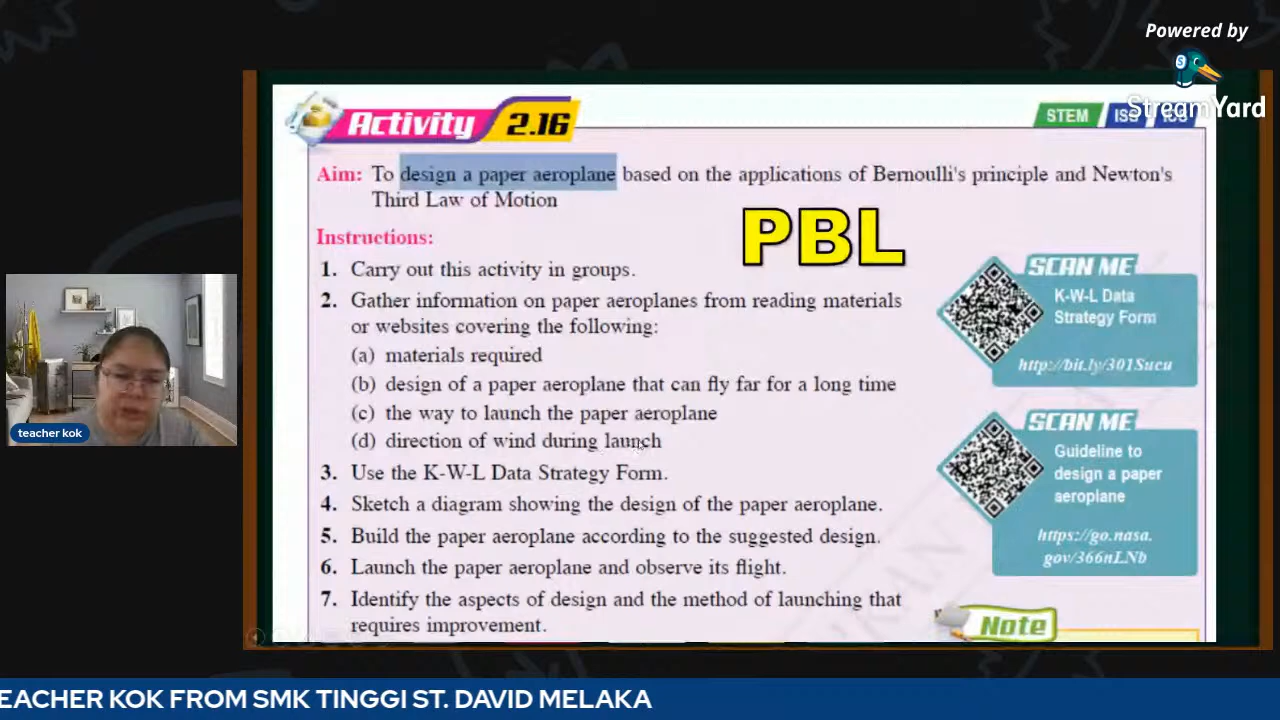 Powered by
StreamYard
Activity 2.16
STEM
Aim: To design a paper aeroplane based on the applications of Bernoulli's principle and Newton's
Third Law of Motion
PBL
Instructions:
1. Carry out this activity in groups.
2. Gather information on paper aeroplanes from reading materials
or websites covering the following:
(a) materials required
(b) design of a paper aeroplane that can fly far for a long time
(c) the way to launch the paper aeroplane
(d) direction of wind during launch
3. Use the K-W-L Data Strategy Form.
4. Sketch a diagram showing the design of the paper aeroplane.
5. Build the paper aeroplane according to the suggested design.
6. Launch the paper aeroplane and observe its flight.
7. Identify the aspects of design and the method of launching that
requires improvement.
SCAN ME
K-W-L Data
Strategy Form
http://bit.ly/301Sucu
SCAN ME
Guideline to
design a paper
aeroplane
https://go.nasa.
gov/366nLNb
Note
teacher kok
EACHER KOK FROM SMK TINGGI ST. DAVID MELAKA